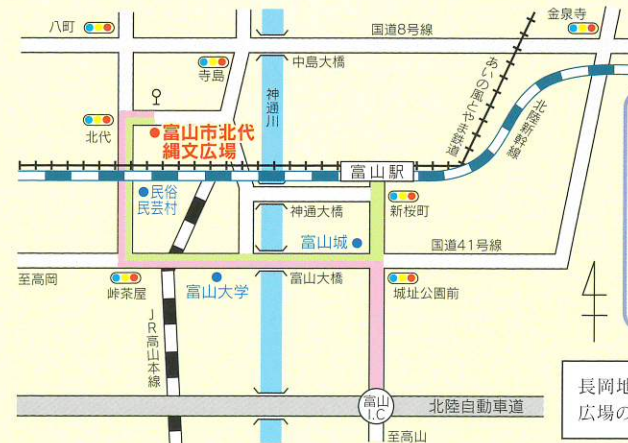 八町
国道8号線
金泉寺
寺島
中島大橋
あいの風とやま鉄道
北陸新幹線
神通川
北代
富山市北代
縄文広場
富山駅
民俗
民芸村
神通大橋
新桜町
富山城
国道41号線
至高岡
峠茶屋
富山大学
富山大橋
城址公園前
JR高山本線
富山
I.C
北陸自動車道
至高山
長岡地
広場の